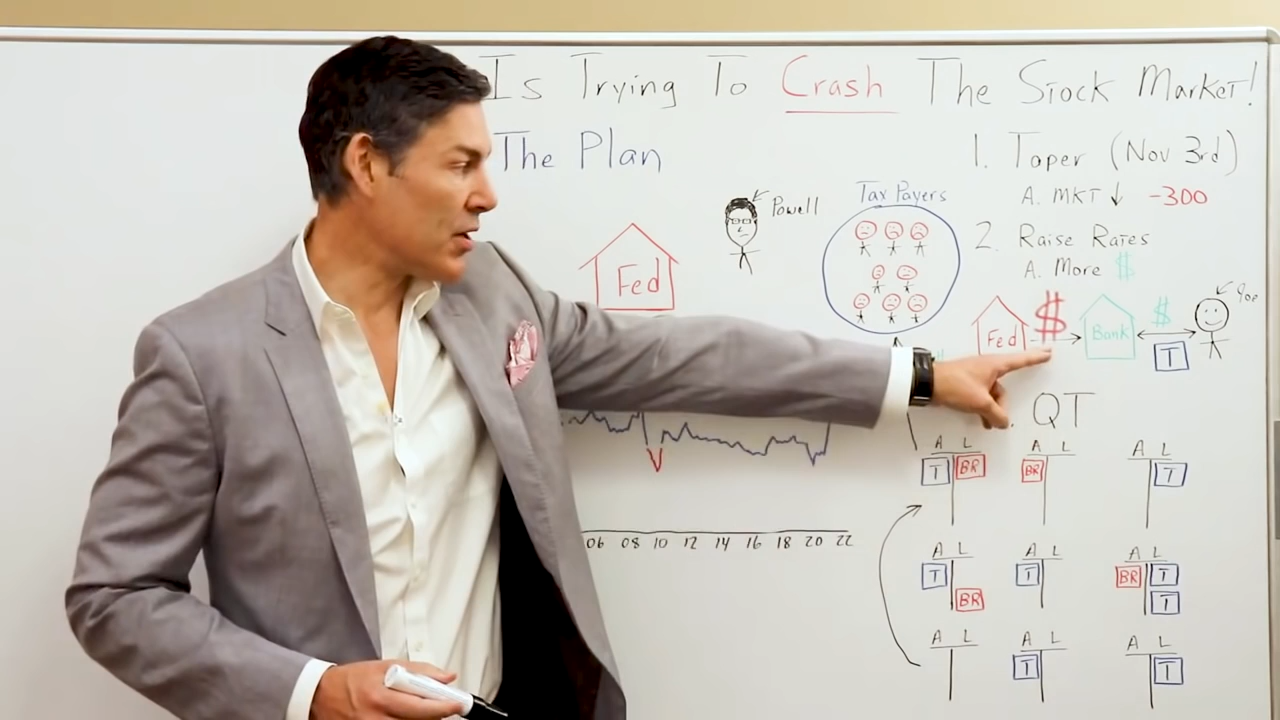 Is Trying To Crash The Stock Market!
The Plan
1. Taper (Nov 3rd)
A. MKT ↓ -300
Tax Payers
Powell
2. Raise Rates
A. More $
Fed
Fed $ Bank $
T
QT
A L A L A L
T BR BR T
06 08 10 12 14 16 18 20 22
A L A L A L
T T BR T
BR T
A L A L A L
T T